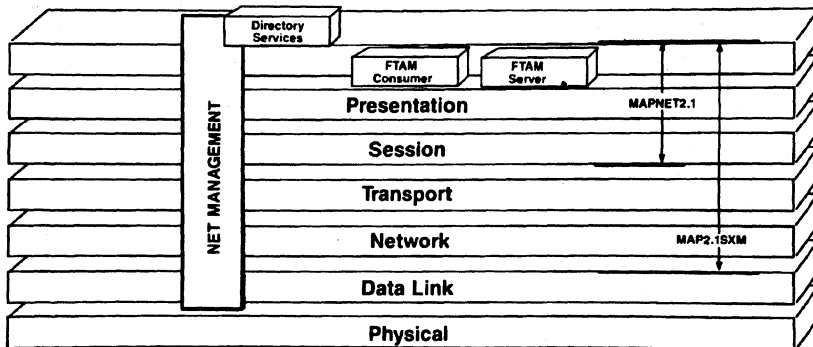 Directory
Services
FTAM
Consumer
FTAM
Server
Presentation
MAPNET2.1
Session
NET MANAGEMENT
Transport
Network
MAP2.1SXM
Data Link
Physical